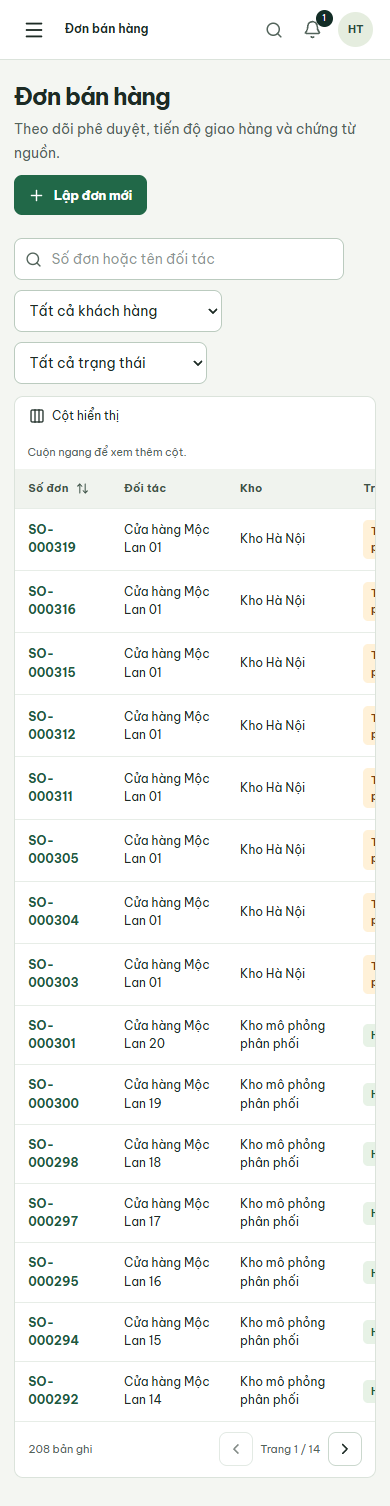 Đơn bán hàng
1
HT
Đơn bán hàng
Theo dõi phê duyệt, tiến độ giao hàng và chứng từ
nguồn.
Lập đơn mới
Số đơn hoặc tên đối tác
Tất cả khách hàng
Tất cả trạng thái
Cột hiển thị
Cuộn ngang để xem thêm cột.
Số đơn Đối tác Kho
SO-
000319
Cửa hàng Mộc
Lan 01
Kho Hà Nội
SO-
000316
Cửa hàng Mộc
Lan 01
Kho Hà Nội
SO-
000315
Cửa hàng Mộc
Lan 01
Kho Hà Nội
SO-
000312
Cửa hàng Mộc
Lan 01
Kho Hà Nội
SO-
000311
Cửa hàng Mộc
Lan 01
Kho Hà Nội
SO-
000305
Cửa hàng Mộc
Lan 01
Kho Hà Nội
SO-
000304
Cửa hàng Mộc
Lan 01
Kho Hà Nội
SO-
000303
Cửa hàng Mộc
Lan 01
Kho Hà Nội
SO-
000301
Cửa hàng Mộc
Lan 20
Kho mô phỏng
phân phối
SO-
000300
Cửa hàng Mộc
Lan 19
Kho mô phỏng
phân phối
SO-
000298
Cửa hàng Mộc
Lan 18
Kho mô phỏng
phân phối
SO-
000297
Cửa hàng Mộc
Lan 17
Kho mô phỏng
phân phối
SO-
000295
Cửa hàng Mộc
Lan 16
Kho mô phỏng
phân phối
SO-
000294
Cửa hàng Mộc
Lan 15
Kho mô phỏng
phân phối
SO-
000292
Cửa hàng Mộc
Lan 14
Kho mô phỏng
phân phối
208 bản ghi
Trang 1 / 14